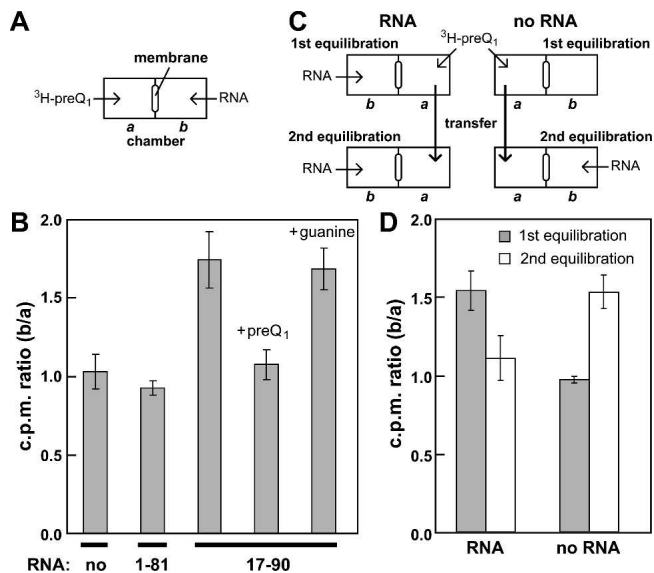 A
membrane
³H-preQ₁
RNA
a
b
chamber
C
RNA
no RNA
1st equilibration
³H-preQ₁
1st equilibration
RNA
b
a
a
b
transfer
2nd equilibration
2nd equilibration
RNA
RNA
b
a
a
b
B
2.0
1.5
1.0
0.5
0.0
c.p.m. ratio (b/a)
+guanine
+preQ₁
RNA: no 1-81 17-90
D
2.0
1.5
1.0
0.5
0.0
c.p.m. ratio (b/a)
1st equilibration
2nd equilibration
RNA no RNA